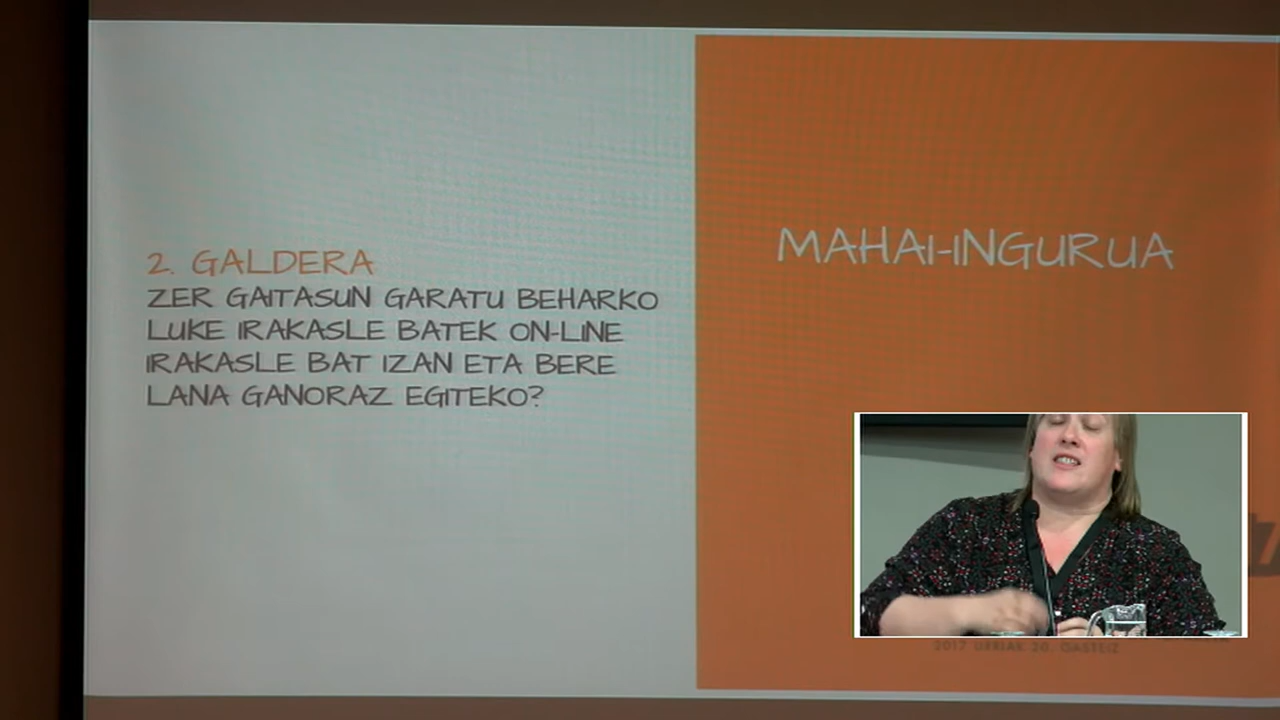 2. GALDERA
ZER GAITASUN GARATU BEHARKO
LUKE IRAKASLE BATEK ON-LINE
IRAKASLE BAT IZAN ETA BERE
LANA GANORAZ EGITEKO?
MAHAI-INGURUA
2017 URRIAK 20. GASTEIZ